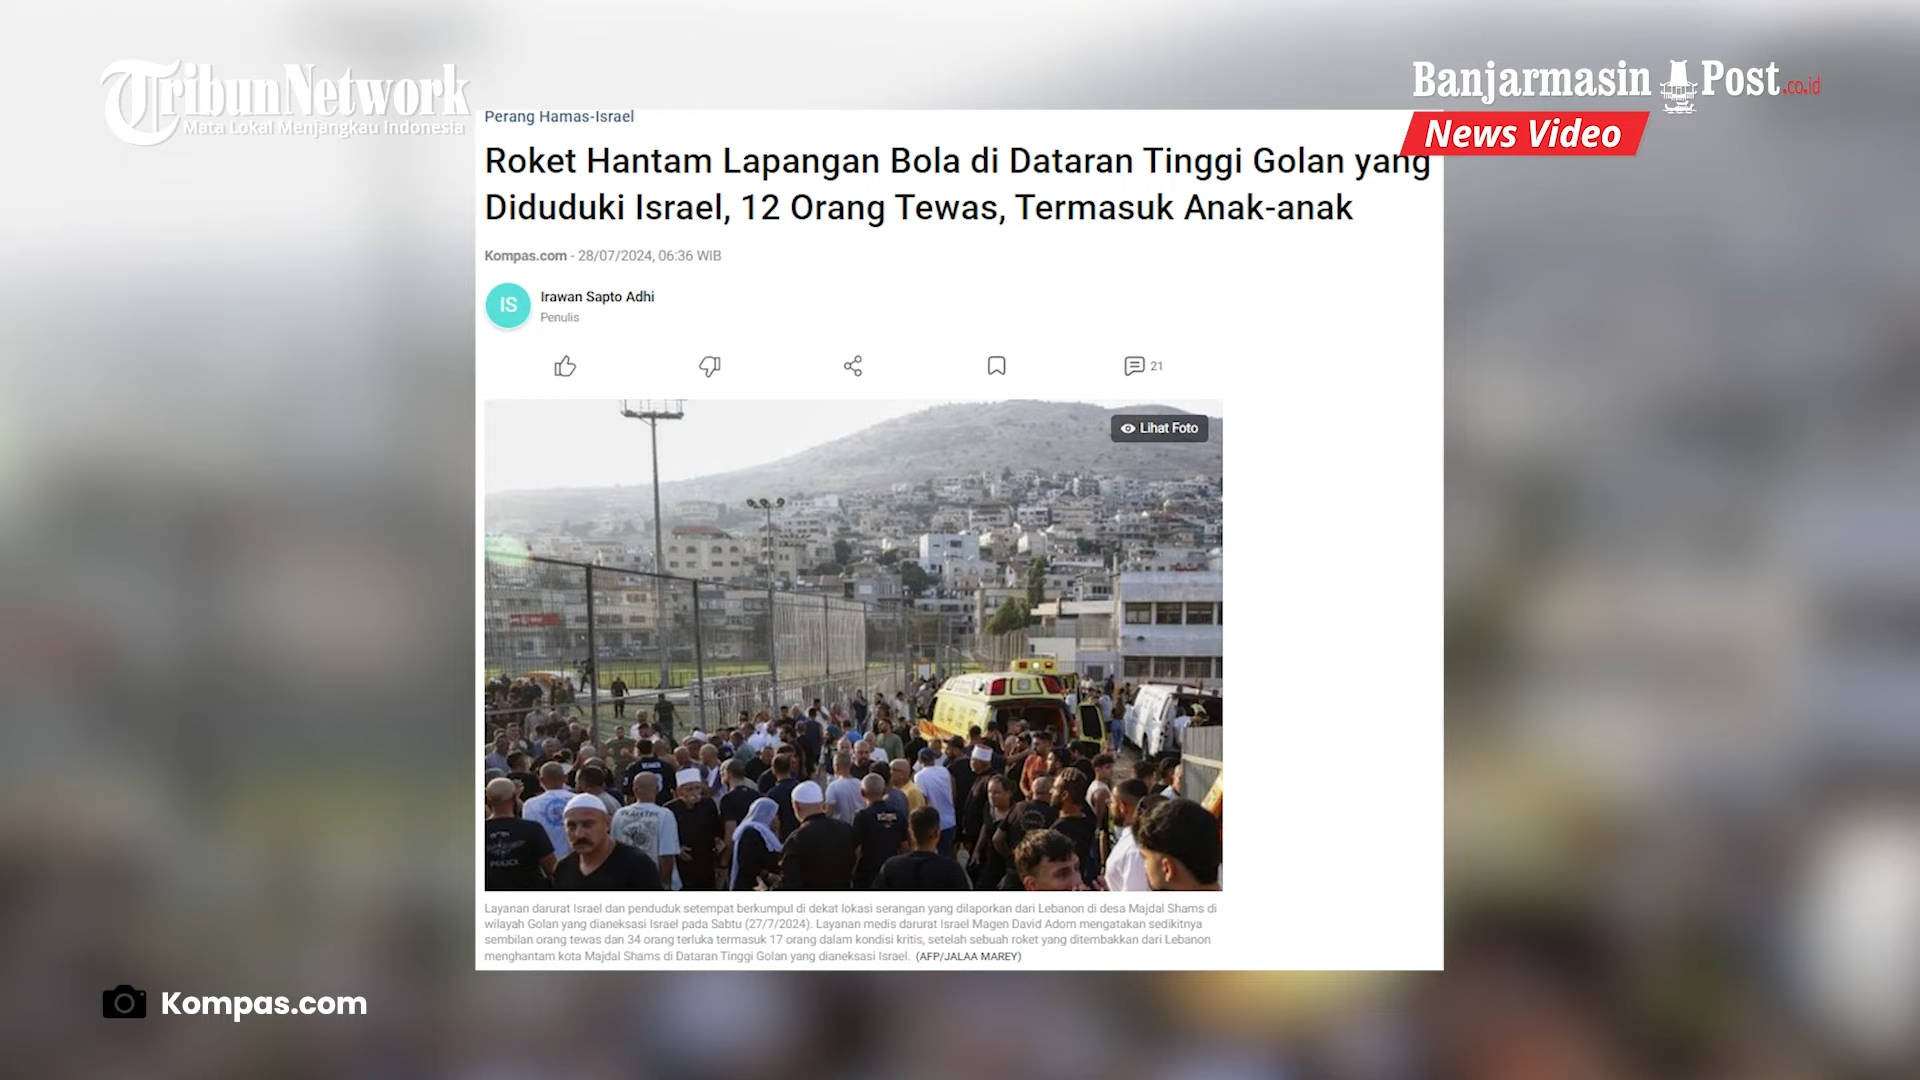 TribunNetwork
Mata Lokal Menjangkau Indonesia
Banjarmasin Post.co.id
News Video
Perang Hamas-Israel
Roket Hantam Lapangan Bola di Dataran Tinggi Golan yang
Diduduki Israel, 12 Orang Tewas, Termasuk Anak-anak
Kompas.com - 28/07/2024, 06:36 WIB
IS
Irawan Sapto Adhi
Penulis
21
Lihat Foto
POLICE
Layanan darurat Israel dan penduduk setempat berkumpul di dekat lokasi serangan yang dilaporkan dari Lebanon di desa Majdal Shams di
wilayah Golan yang dianeksasi Israel pada Sabtu (27/7/2024). Layanan medis darurat Israel Magen David Adom mengatakan sedikitnya
sembilan orang tewas dan 34 orang terluka termasuk 17 orang dalam kondisi kritis, setelah sebuah roket yang ditembakkan dari Lebanon
menghantam kota Majdal Shams di Dataran Tinggi Golan yang dianeksasi Israel. (AFP/JALAA MAREY)
Kompas.com